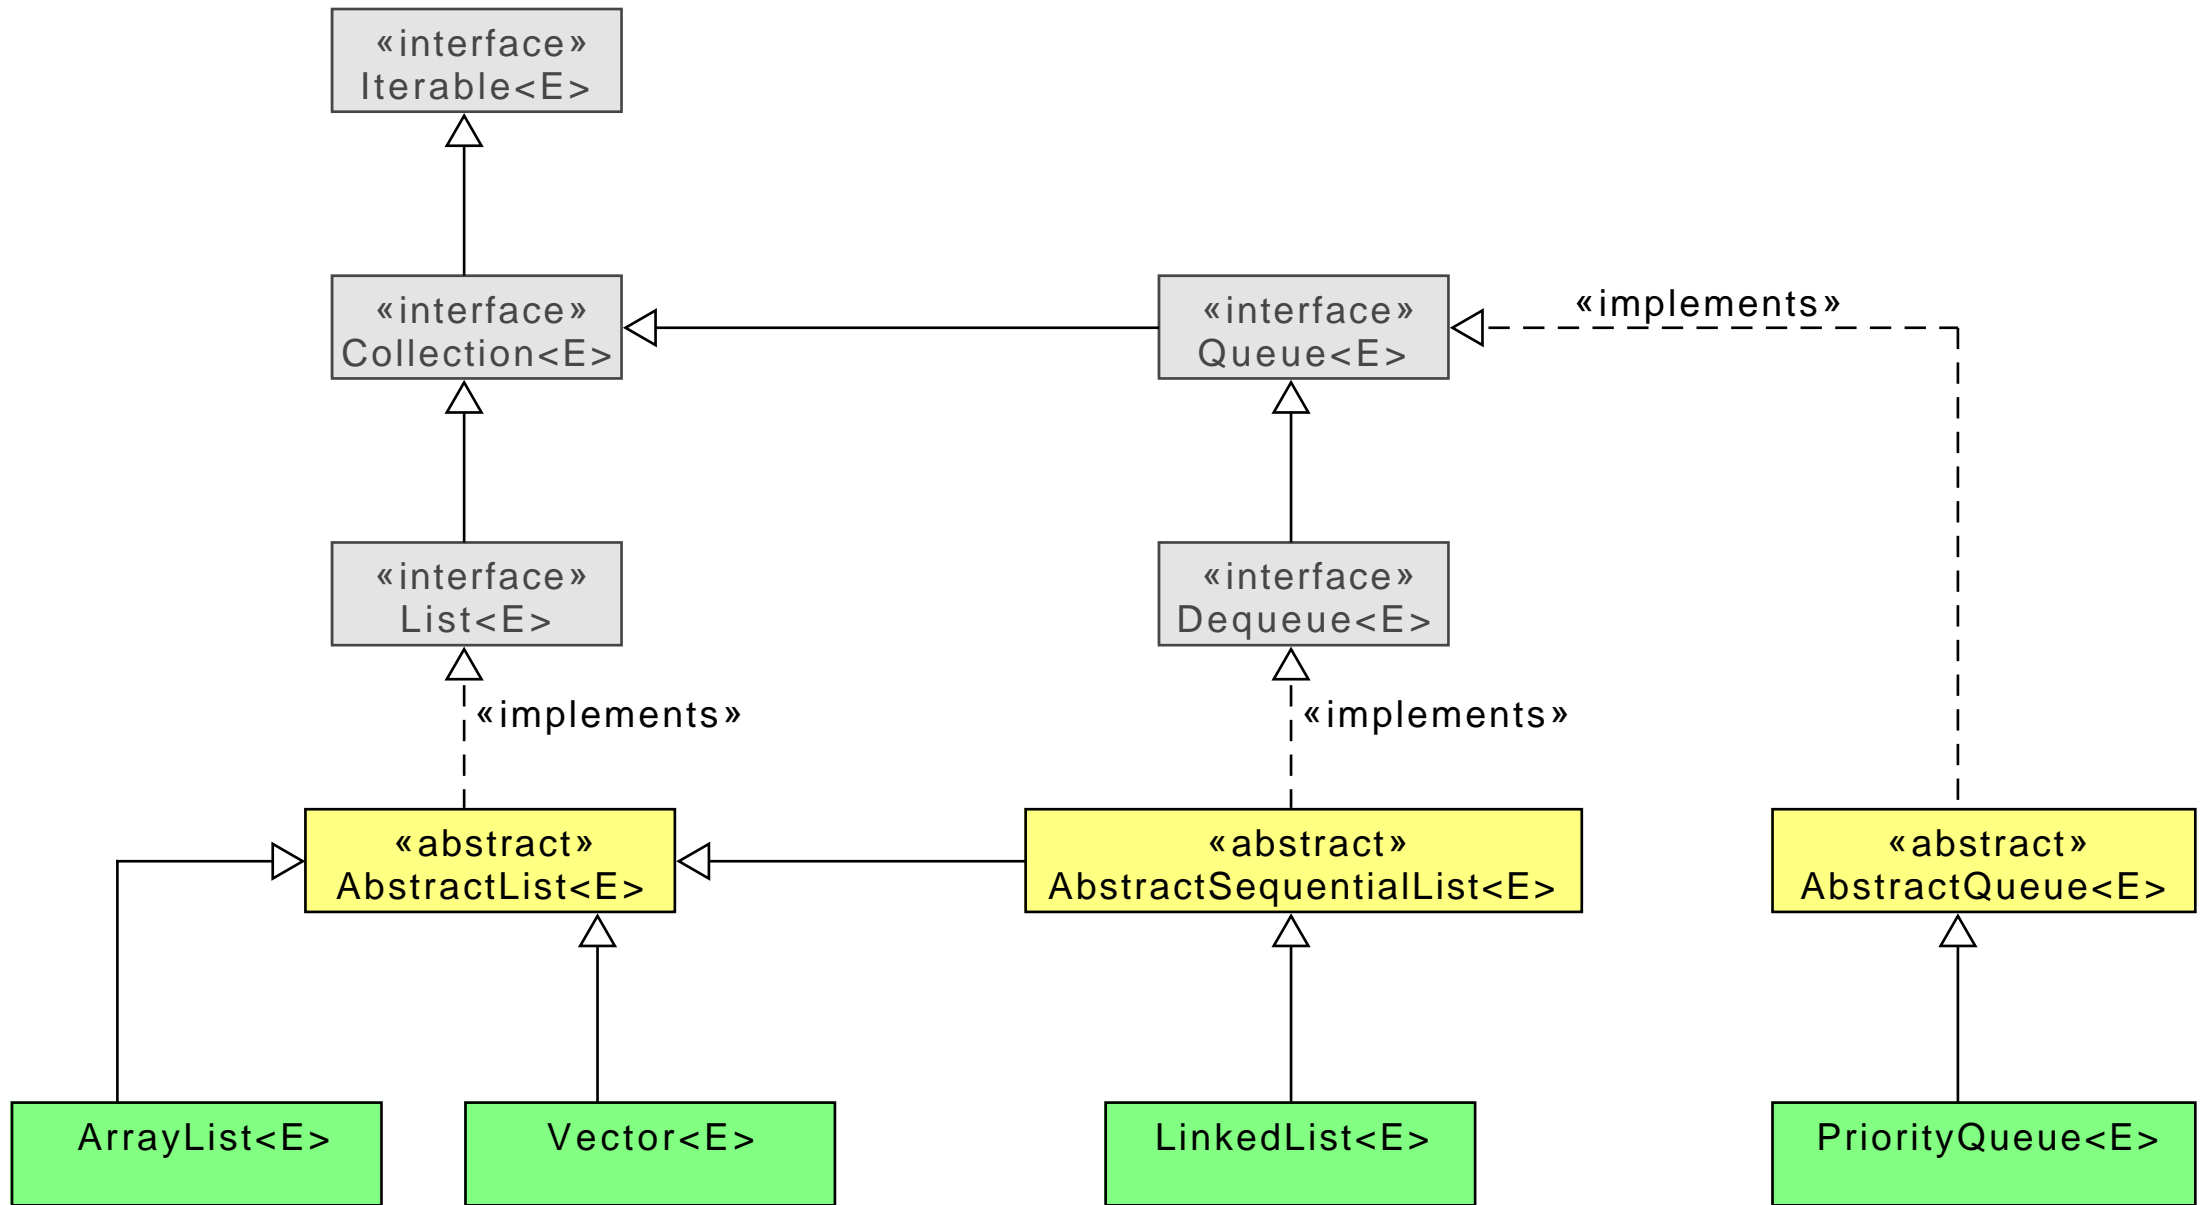 «interface»
Iterable<E>
«interface»
Collection<E>
«interface»
Queue<E>
«implements»
«interface»
List<E>
«interface»
Dequeue<E>
«implements»
«implements»
«abstract»
AbstractList<E>
«abstract»
AbstractSequentialList<E>
«abstract»
AbstractQueue<E>
ArrayList<E>
Vector<E>
LinkedList<E>
PriorityQueue<E>